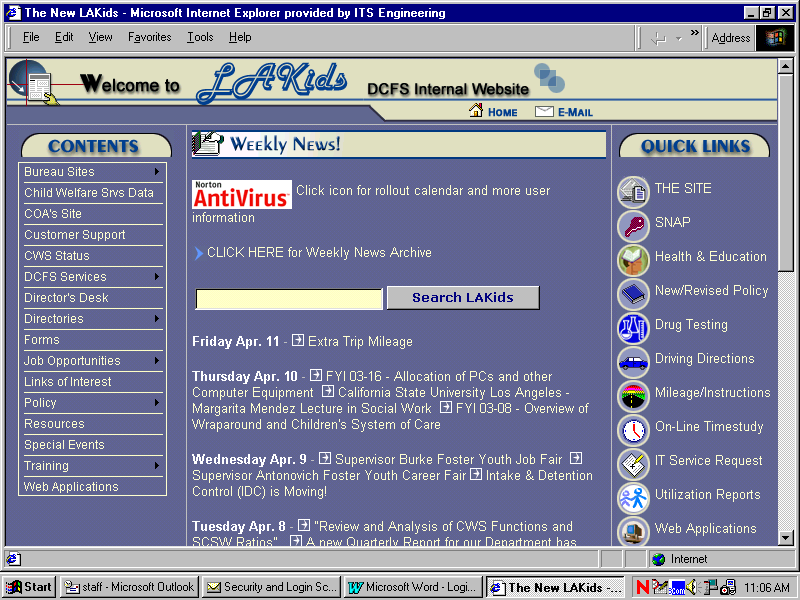 The New LAKids - Microsoft Internet Explorer provided by ITS Engineering
File Edit View Favorites Tools Help
» Address
Welcome to LAKids DCFS Internal Website
HOME E-MAIL
CONTENTS
Bureau Sites
Child Welfare Srvs Data
COA's Site
Customer Support
CWS Status
DCFS Services
Director's Desk
Directories
Forms
Job Opportunities
Links of Interest
Policy
Resources
Special Events
Training
Web Applications
Weekly News!
Norton
AntiVirus Click icon for rollout calendar and more user
information
CLICK HERE for Weekly News Archive
Search LAKids
Friday Apr. 11 - Extra Trip Mileage
Thursday Apr. 10 - FYI 03-16 - Allocation of PCs and other
Computer Equipment California State University Los Angeles -
Margarita Mendez Lecture in Social Work FYI 03-08 - Overview of
Wraparound and Children's System of Care
Wednesday Apr. 9 - Supervisor Burke Foster Youth Job Fair
Supervisor Antonovich Foster Youth Career Fair Intake & Detention
Control (IDC) is Moving!
Tuesday Apr. 8 - "Review and Analysis of CWS Functions and
SCSW Ratios" A new Quarterly Report for our Department has
QUICK LINKS
THE SITE
SNAP
Health & Education
New/Revised Policy
Drug Testing
Driving Directions
Mileage/Instructions
On-Line Timestudy
IT Service Request
Utilization Reports
Web Applications
Internet
Start staff - Microsoft Outlook Security and Login Sc... Microsoft Word - Logi... The New LAKids -... N 3Com 11:06 AM